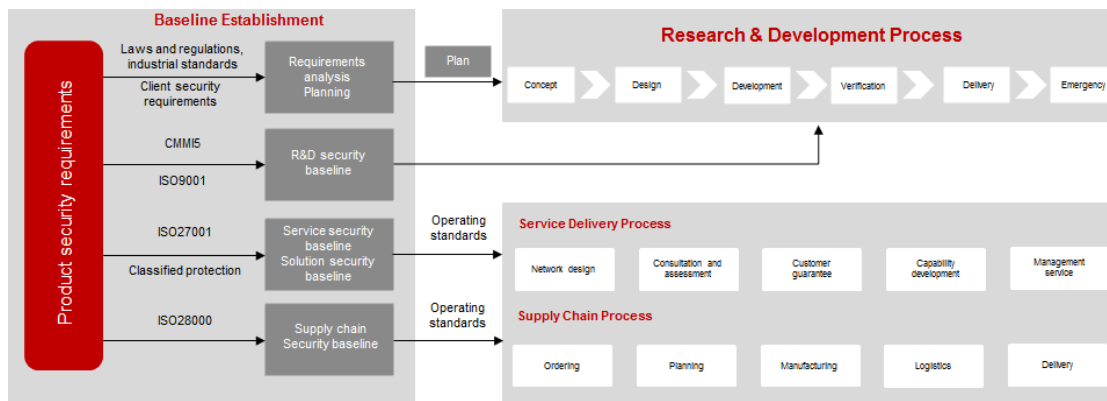 Baseline Establishment
Product security requirements
Laws and regulations,
industrial standards
Client security
requirements
Requirements
analysis
Planning
Plan
Research & Development Process
Concept
Design
Development
Verification
Delivery
Emergency
CMMI5
ISO9001
R&D security
baseline
ISO27001
Classified protection
Service security
baseline
Solution security
baseline
Operating
standards
Service Delivery Process
Network design
Consultation and
assessment
Customer
guarantee
Capability
development
Management
service
ISO28000
Supply chain
Security baseline
Operating
standards
Supply Chain Process
Ordering
Planning
Manufacturing
Logistics
Delivery